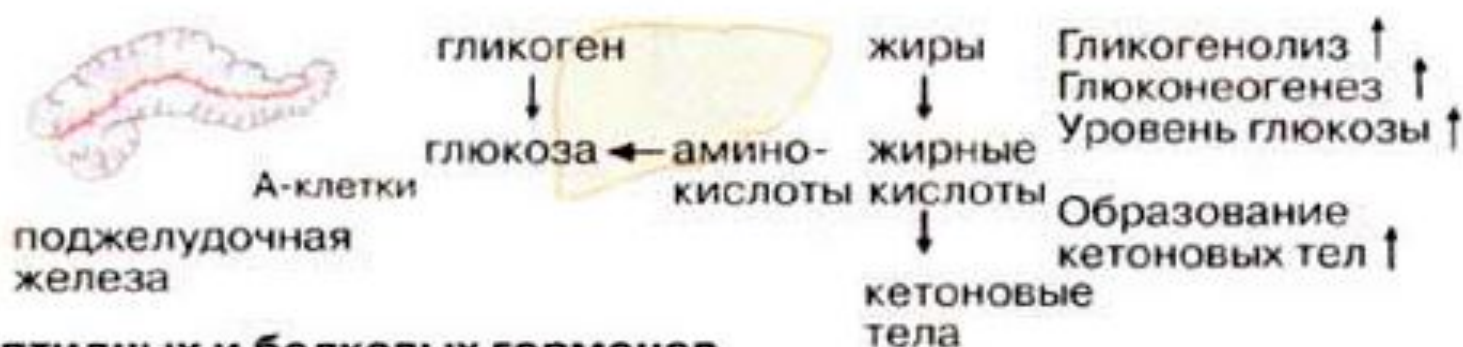 гликоген
глюкоза
амино-
кислоты
жиры
жирные
кислоты
кетоновые
тела
Гликогенолиз ↑
Глюконеогенез ↑
Уровень глюкозы ↑
Образование
кетоновых тел ↑
А-клетки
поджелудочная
железа